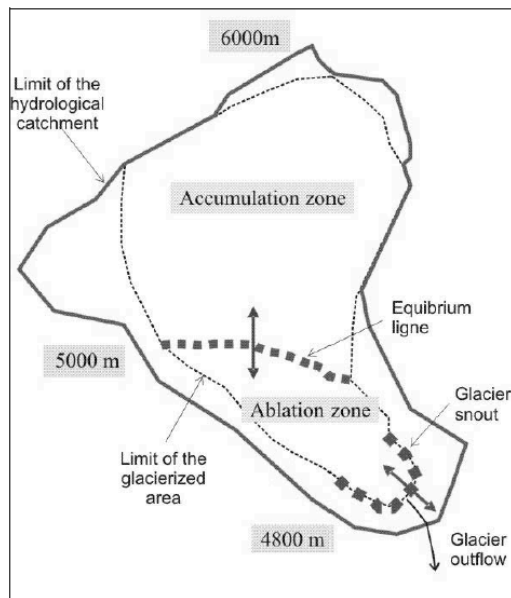 6000m
Limit of the
hydrological
catchment
Accumulation zone
Equibrium
ligne
5000 m
Ablation zone
Glacier
snout
Limit of the
glacierized
area
4800 m
Glacier
outflow